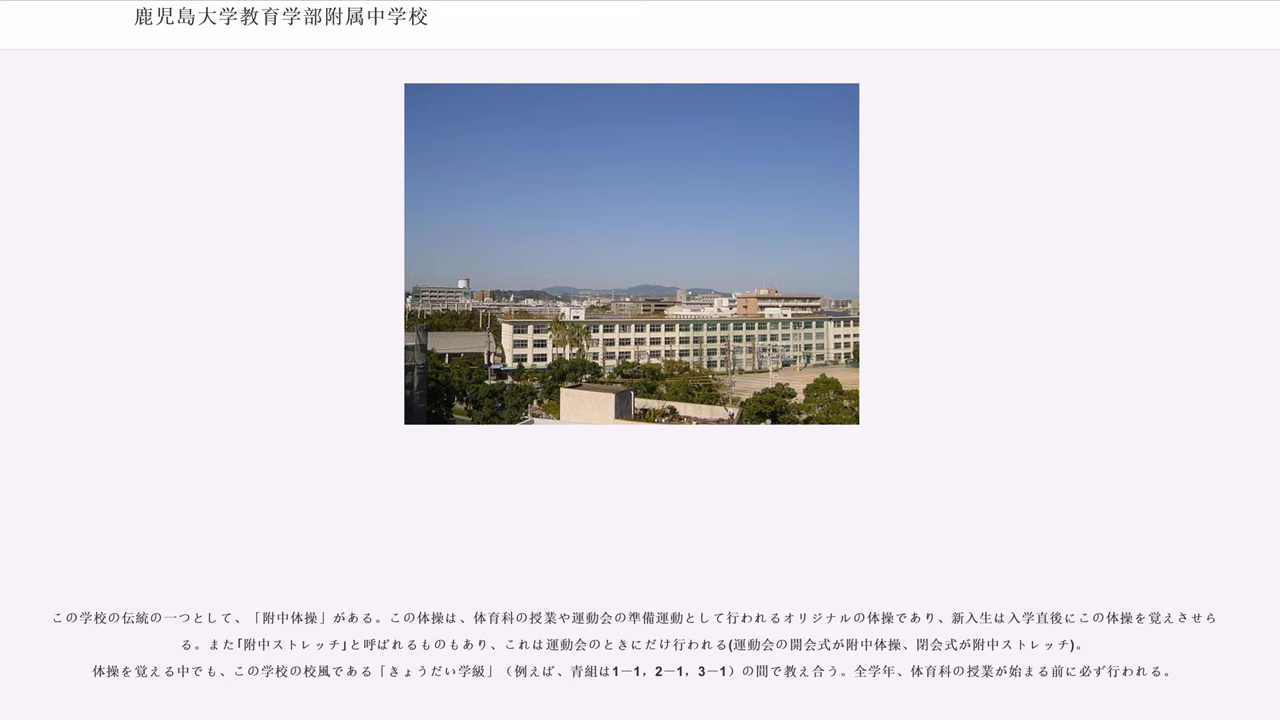 鹿児島大学教育学部附属中学校
この学校の伝統の一つとして、「附中体操」がある。この体操は、体育科の授業や運動会の準備運動として行われるオリジナルの体操であり、新入生は入学直後にこの体操を覚えさせら
る。また｢附中ストレッチ｣と呼ばれるものもあり、これは運動会のときにだけ行われる(運動会の開会式が附中体操、閉会式が附中ストレッチ)。
体操を覚える中でも、この学校の校風である「きょうだい学級」（例えば、青組は1－1，2－1，3－1）の間で教え合う。全学年、体育科の授業が始まる前に必ず行われる。